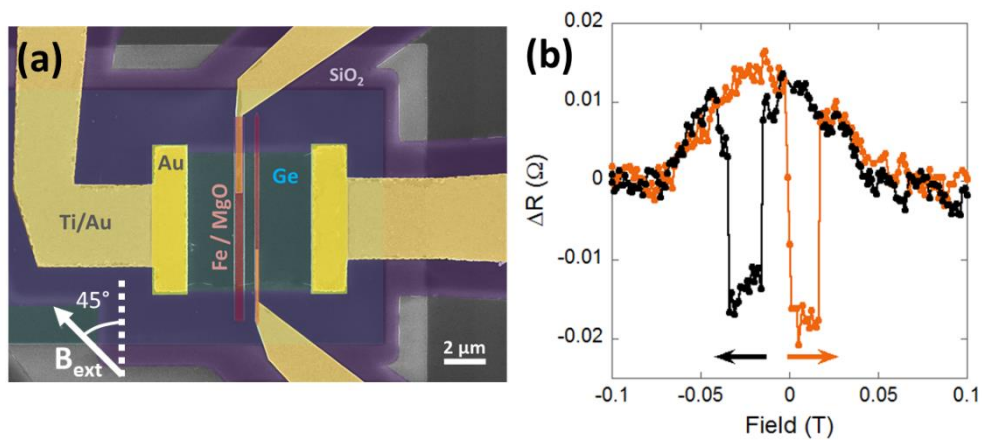 (a)
SiO₂
Au
Ge
Fe / MgO
Ti/Au
45°
B_ext
2 µm
(b)
0.02
0.01
0
-0.01
-0.02
ΔR (Ω)
-0.1
-0.05
0
0.05
0.1
Field (T)